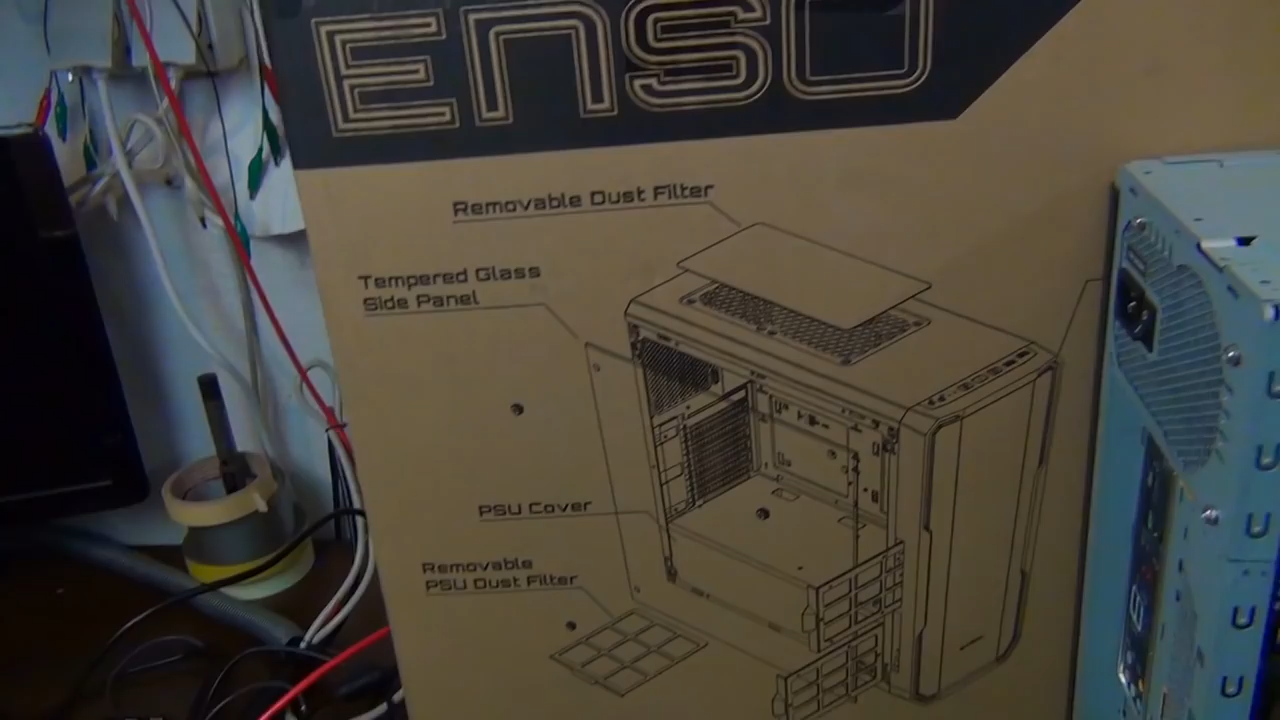 ENSO
Removable Dust Filter
Tempered Glass
Side Panel
PSU Cover
Removable
PSU Dust Filter